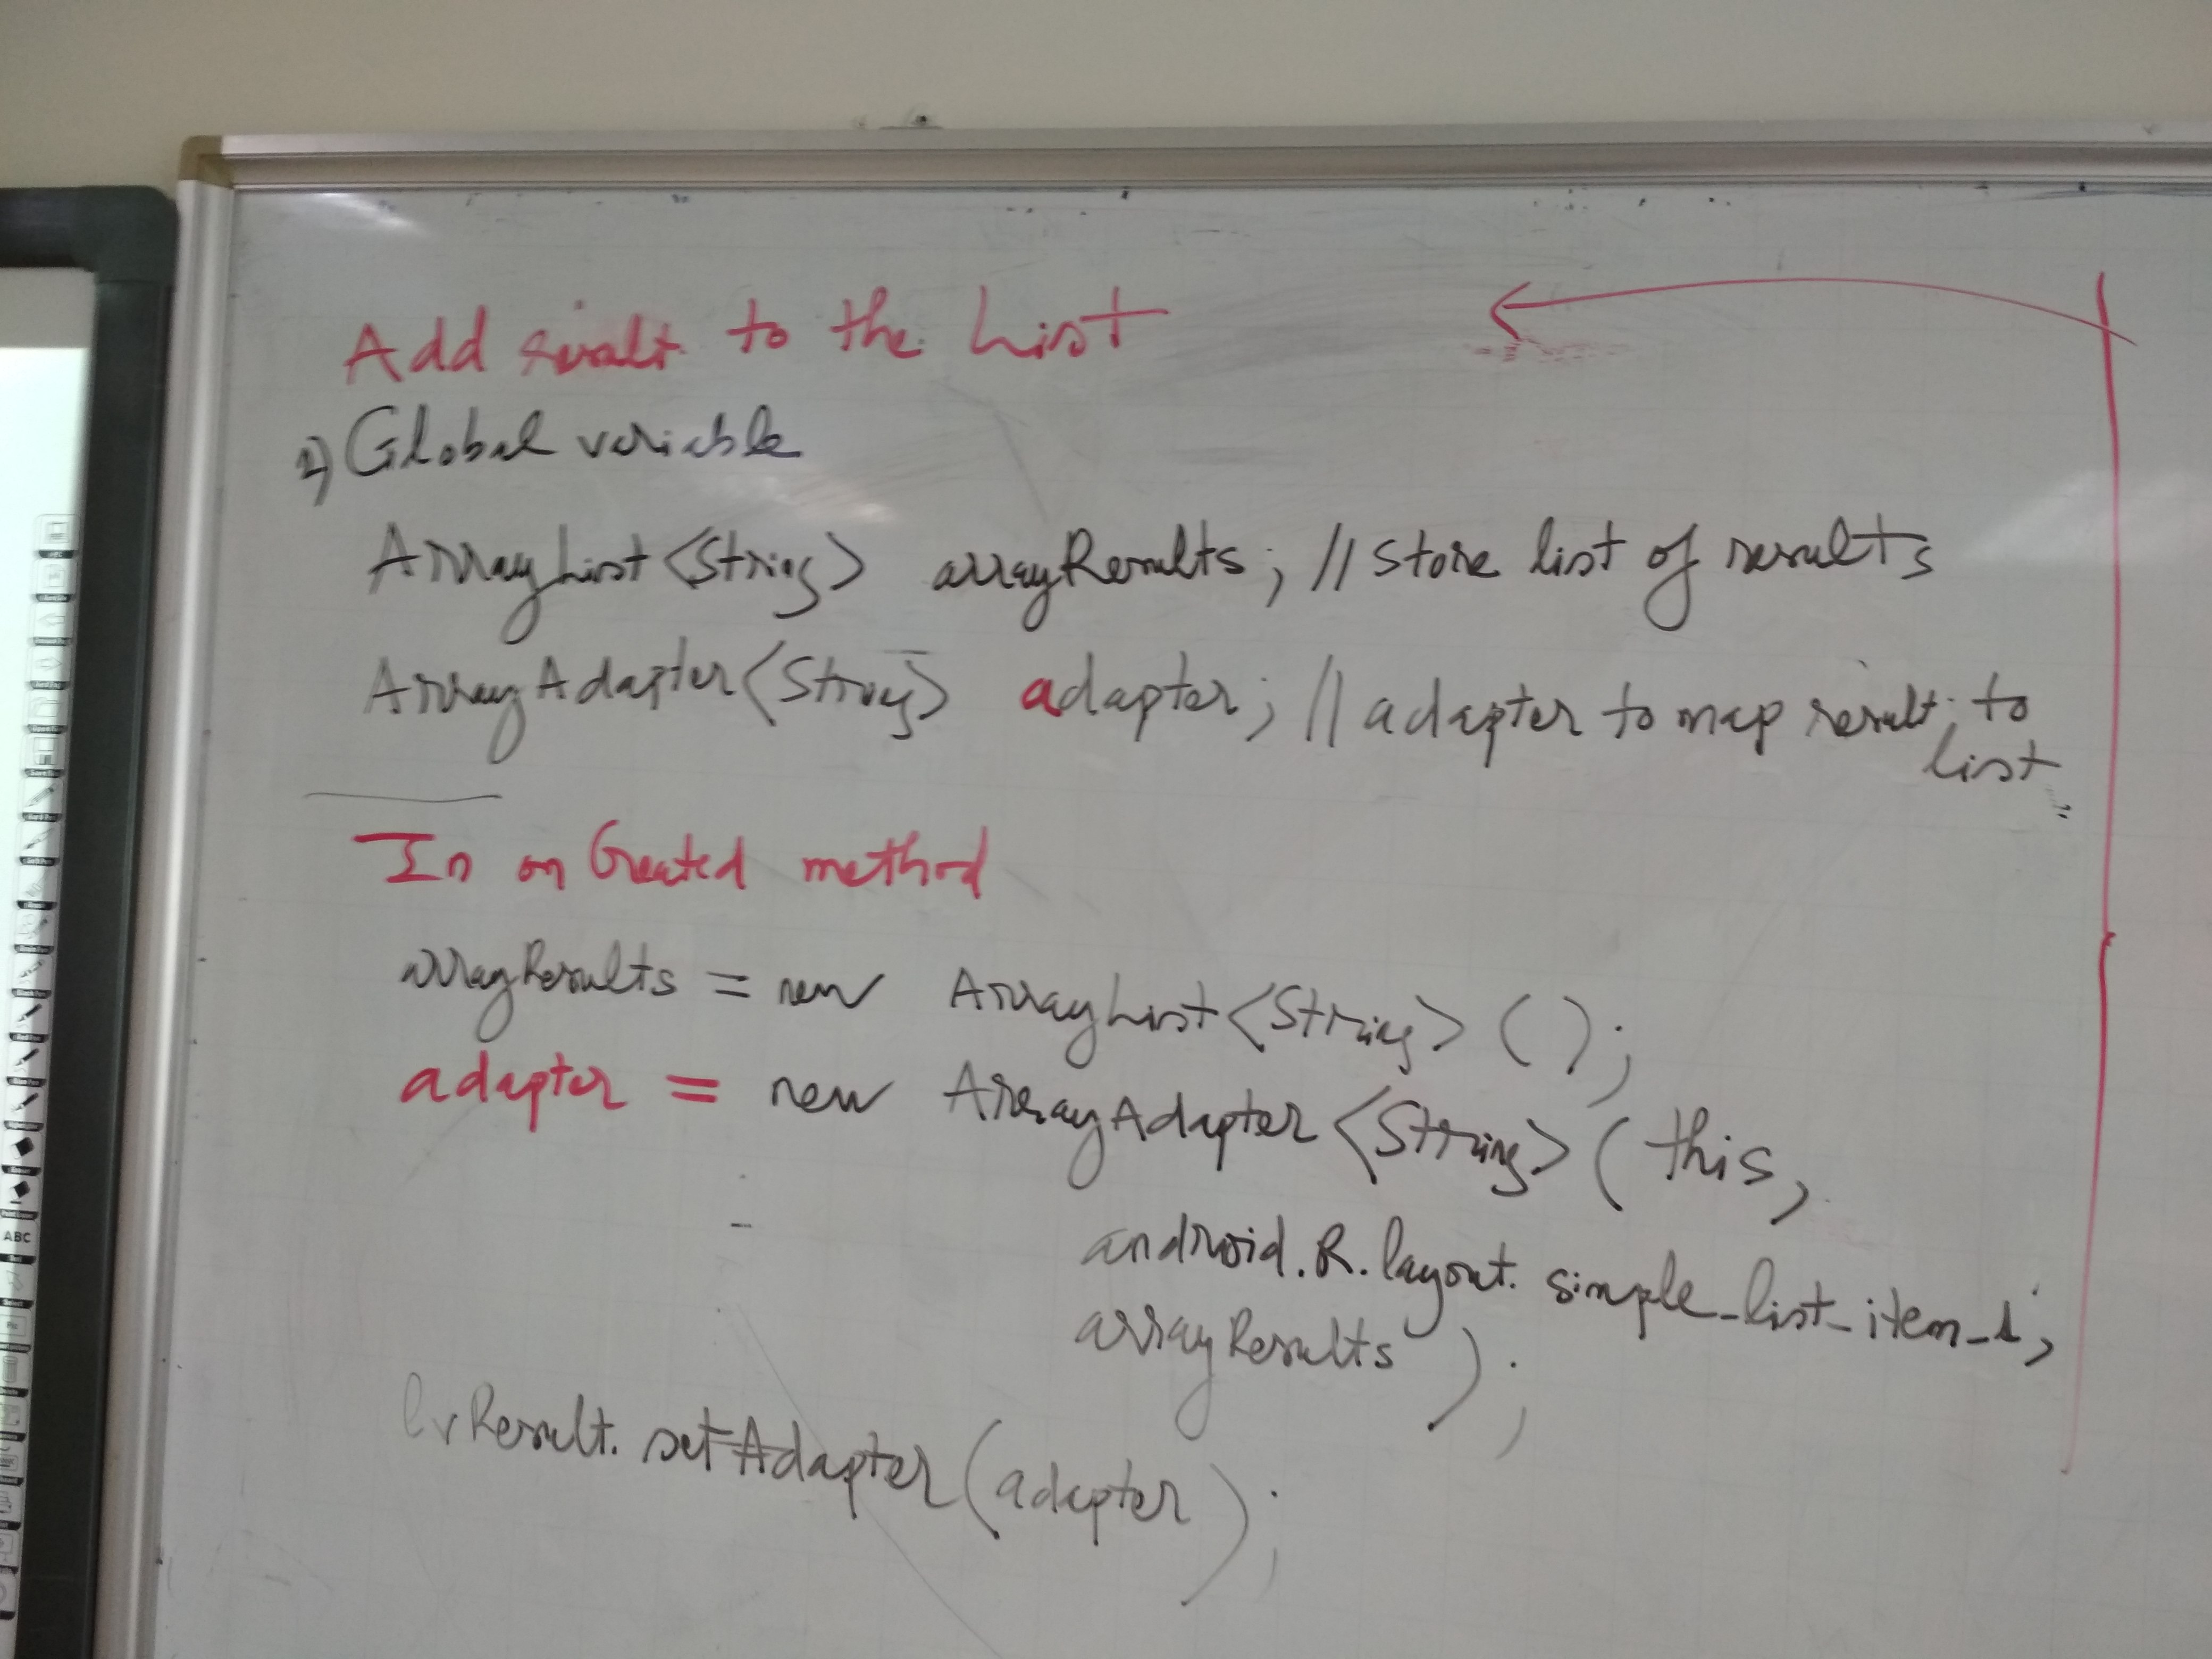 Add result to the List
1) Global variable
ArrayList<String> arrayResults; // store list of results
ArrayAdapter<String> adapter; // adapter to map result to
list
In onCreated method
arrayResults = new ArrayList<String>();
adapter = new ArrayAdapter<String>(this,
android.R.layout.simple_list_item_1,
arrayResults);
lvResult.setAdapter(adapter);
ABC